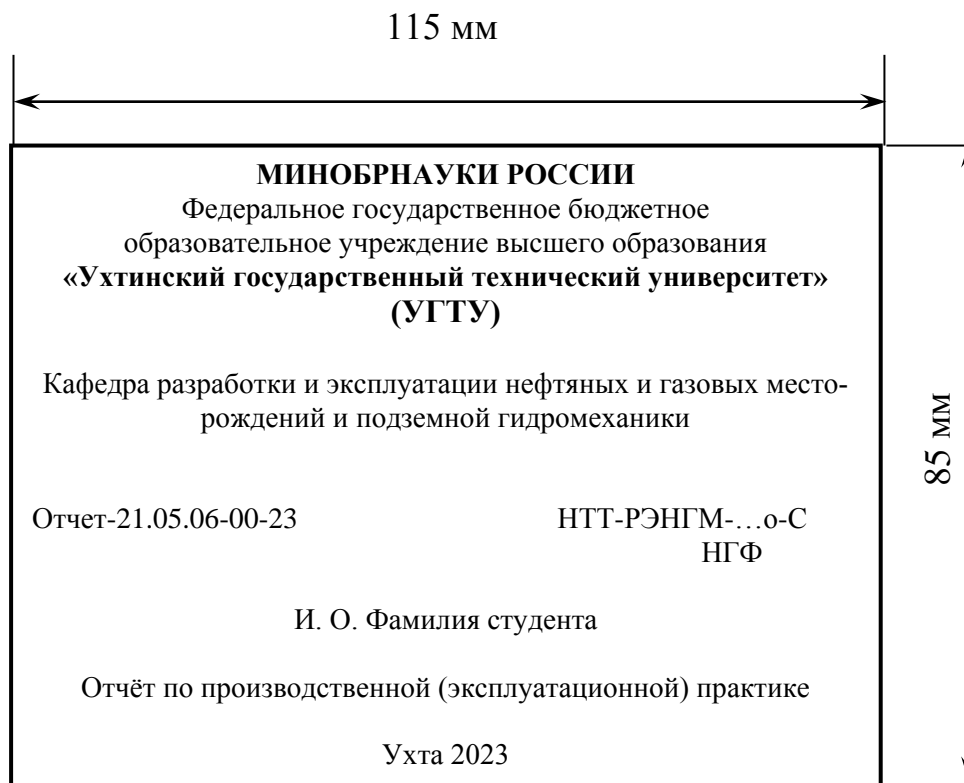 115 мм
МИНОБРНАУКИ РОССИИ
Федеральное государственное бюджетное
образовательное учреждение высшего образования
«Ухтинский государственный технический университет»
(УГТУ)
Кафедра разработки и эксплуатации нефтяных и газовых место-
рождений и подземной гидромеханики
Отчет-21.05.06-00-23 НТТ-РЭНГМ-…о-С
НГФ
И. О. Фамилия студента
Отчёт по производственной (эксплуатационной) практике
Ухта 2023
85 мм